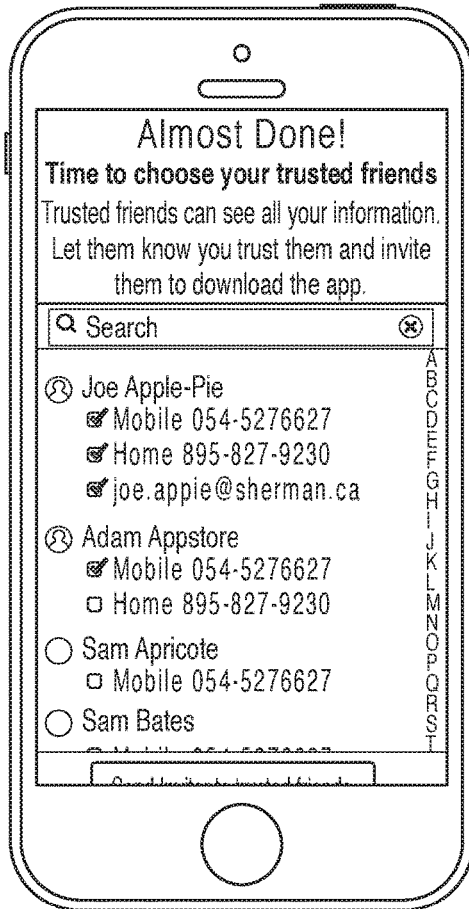 Almost Done!
Time to choose your trusted friends
Trusted friends can see all your information.
Let them know you trust them and invite
them to download the app.
Search
Joe Apple-Pie
Mobile 054-5276627
Home 895-827-9230
joe.appie@sherman.ca
Adam Appstore
Mobile 054-5276627
Home 895-827-9230
Sam Apricote
Mobile 054-5276627
Sam Bates
A
B
C
D
E
F
G
H
I
J
K
L
M
N
O
P
Q
R
S
T